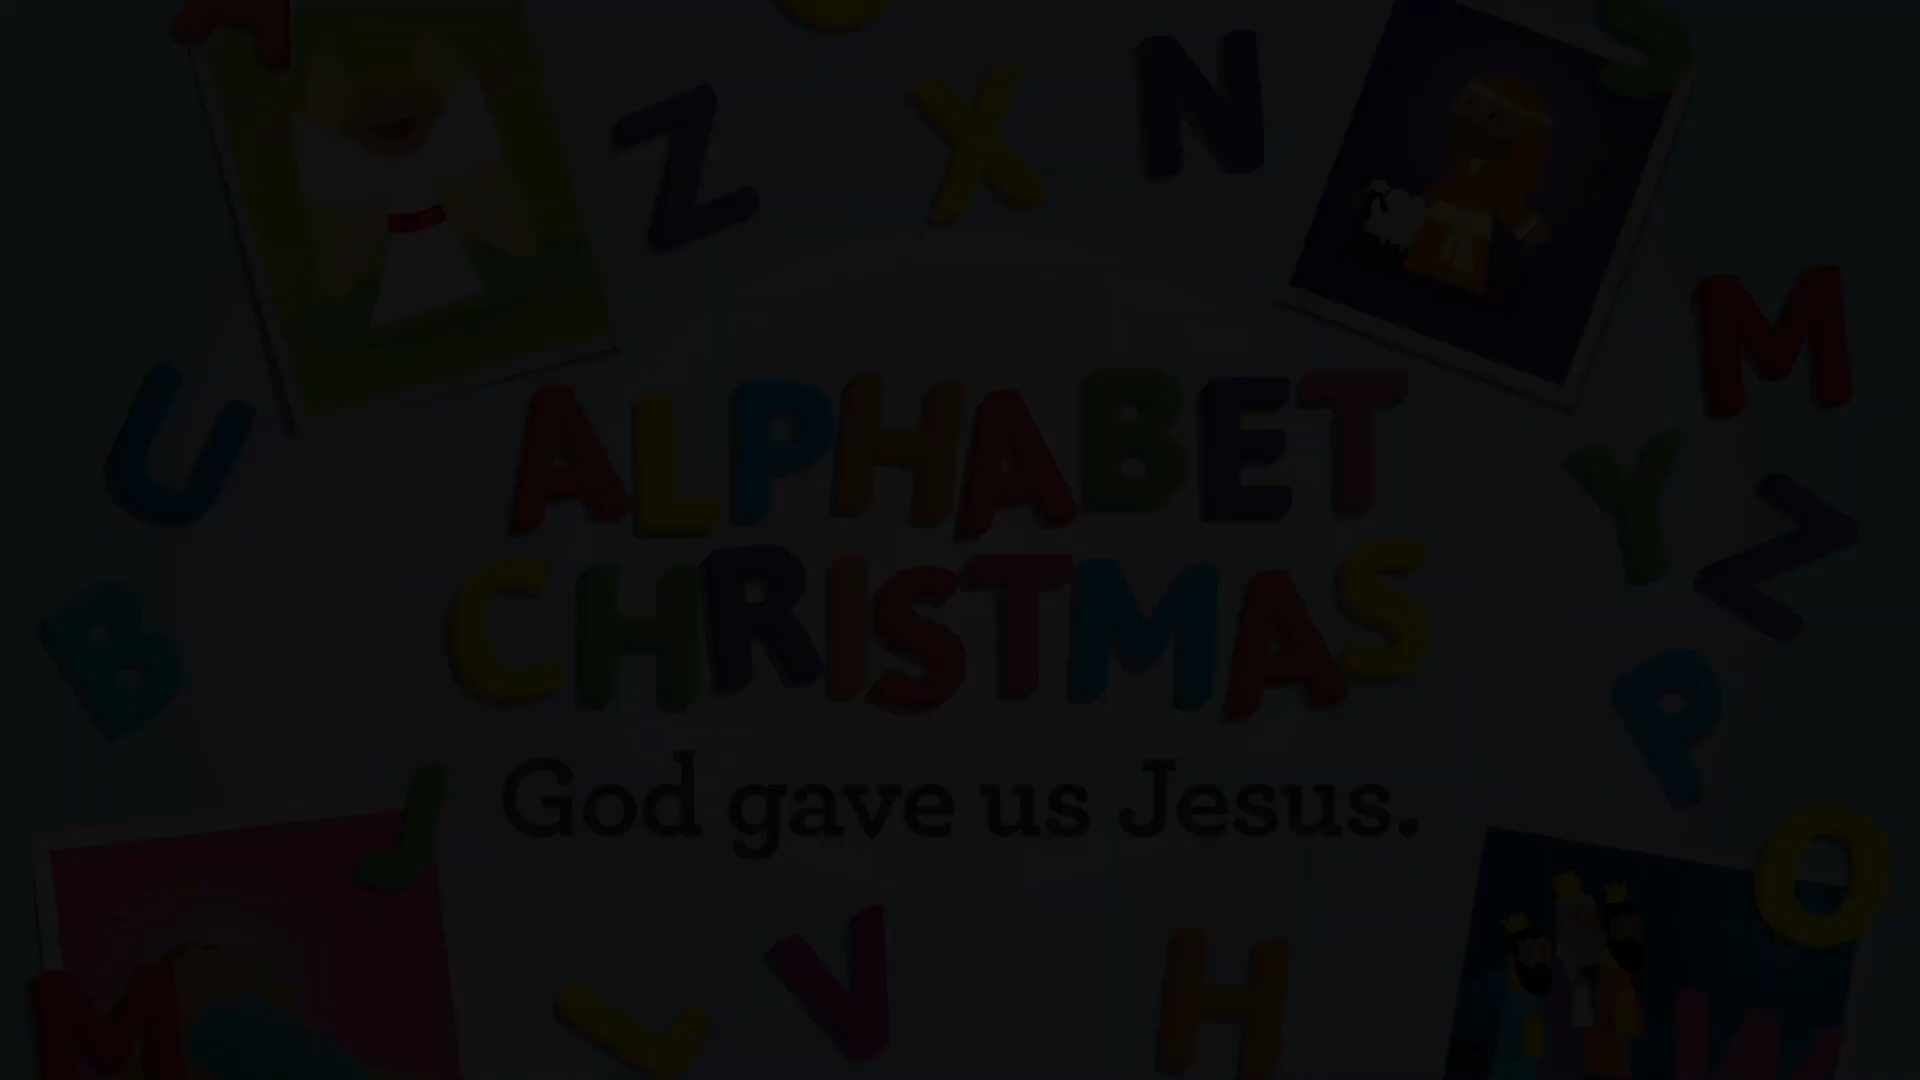 A S
Z X N
M
U
ALPHABET
Y
Z
CHRISTMAS
B
P
God gave us Jesus.
J
O
M Y V H W